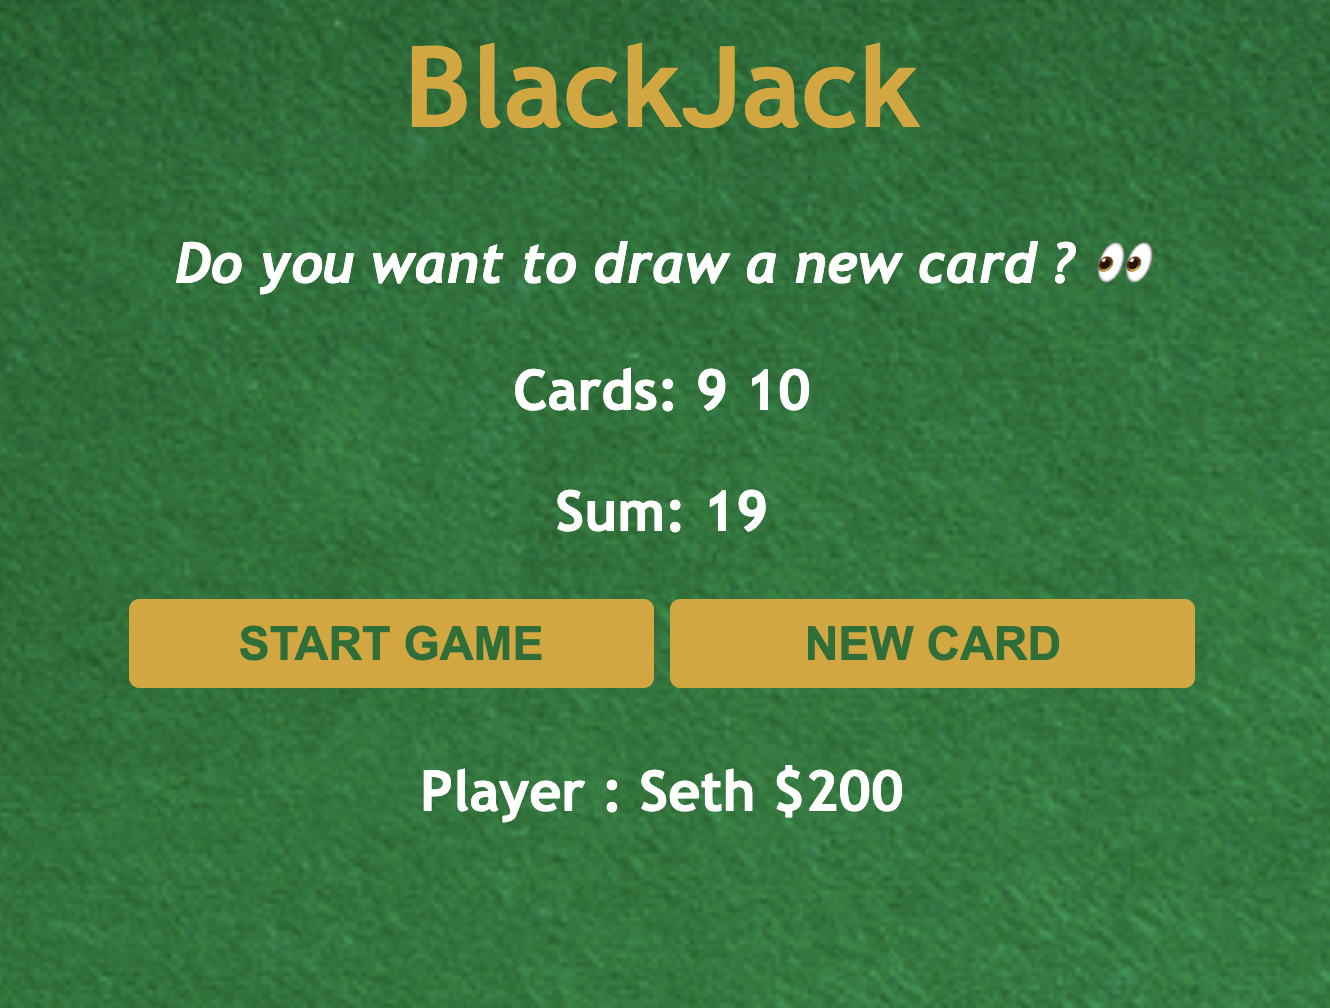 BlackJack
Do you want to draw a new card ? 👀
Cards: 9 10
Sum: 19
START GAME
NEW CARD
Player : Seth $200